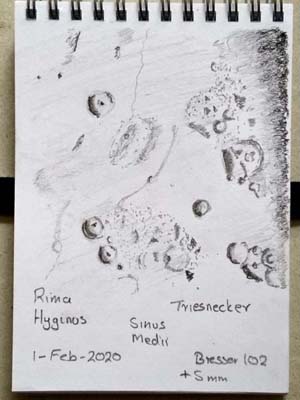 Rima
Hyginus
Triesnecker
Sinus
Medii
1-Feb-2020
Bresser 102
+ 5mm